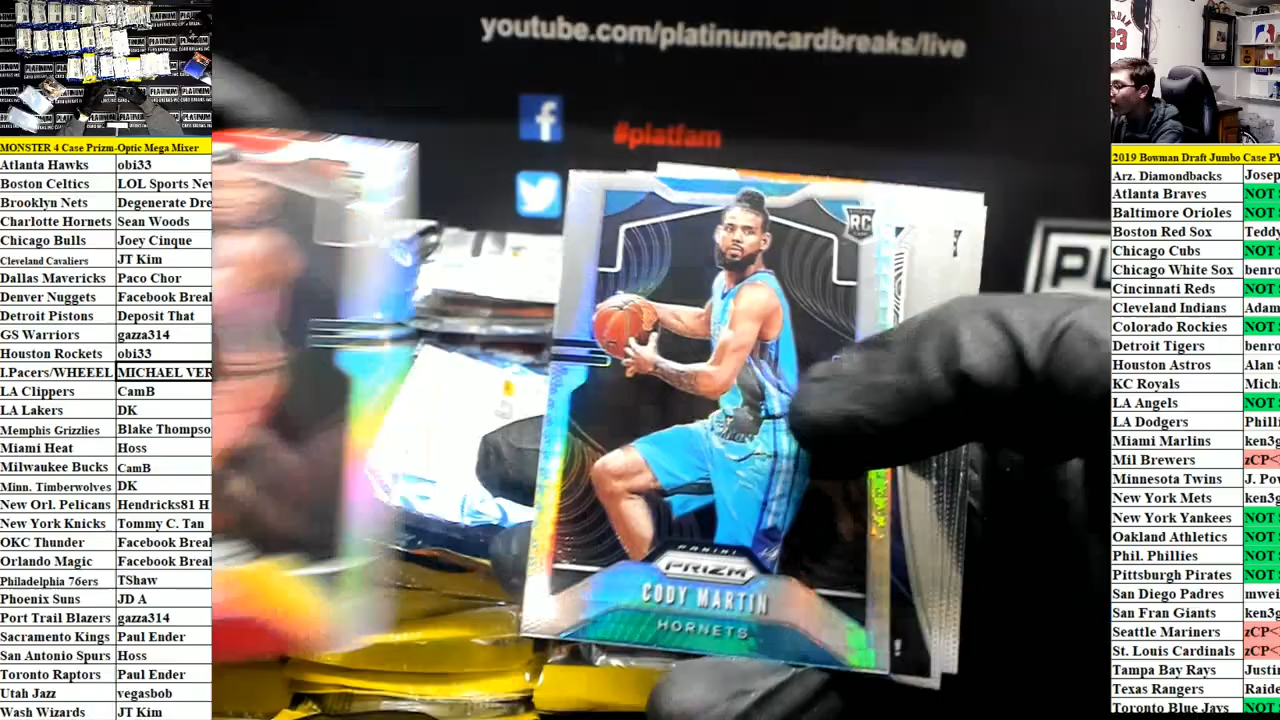 youtube.com/platinumcardbreaks/live
#platfam
RC
PANINI
PRIZM
CODY MARTIN
HORNETS
MONSTER 4 Case Prizm-Optic Mega Mixer
Atlanta Hawks obi33
Boston Celtics LOL Sports Nev
Brooklyn Nets Degenerate Dre
Charlotte Hornets Sean Woods
Chicago Bulls Joey Cinque
Cleveland Cavaliers JT Kim
Dallas Mavericks Paco Chor
Denver Nuggets Facebook Breal
Detroit Pistons Deposit That
GS Warriors gazza314
Houston Rockets obi33
I.Pacers/WHEEEL MICHAEL VER
LA Clippers CamB
LA Lakers DK
Memphis Grizzlies Blake Thompso
Miami Heat Hoss
Milwaukee Bucks CamB
Minn. Timberwolves DK
New Orl. Pelicans Hendricks81 H
New York Knicks Tommy C. Tan
OKC Thunder Facebook Breal
Orlando Magic Facebook Breal
Philadelphia 76ers TShaw
Phoenix Suns JD A
Port Trail Blazers gazza314
Sacramento Kings Paul Ender
San Antonio Spurs Hoss
Toronto Raptors Paul Ender
Utah Jazz vegasbob
Wash Wizards JT Kim
23
2019 Bowman Draft Jumbo Case PY
Arz. Diamondbacks Josep
Atlanta Braves NOT
Baltimore Orioles NOT
Boston Red Sox Teddy
Chicago Cubs NOT
Chicago White Sox benro
Cincinnati Reds NOT
Cleveland Indians Adam
Colorado Rockies NOT
Detroit Tigers benro
Houston Astros Alan
KC Royals Micha
LA Angels NOT
LA Dodgers Philli
Miami Marlins ken3g
Mil Brewers zCP<
Minnesota Twins J. Pov
New York Mets ken3g
New York Yankees NOT
Oakland Athletics NOT
Phil. Phillies NOT
Pittsburgh Pirates NOT
San Diego Padres mwei
San Fran Giants ken3g
Seattle Mariners zCP<
St. Louis Cardinals zCP<
Tampa Bay Rays Justin
Texas Rangers Raide
Toronto Blue Jays NOT